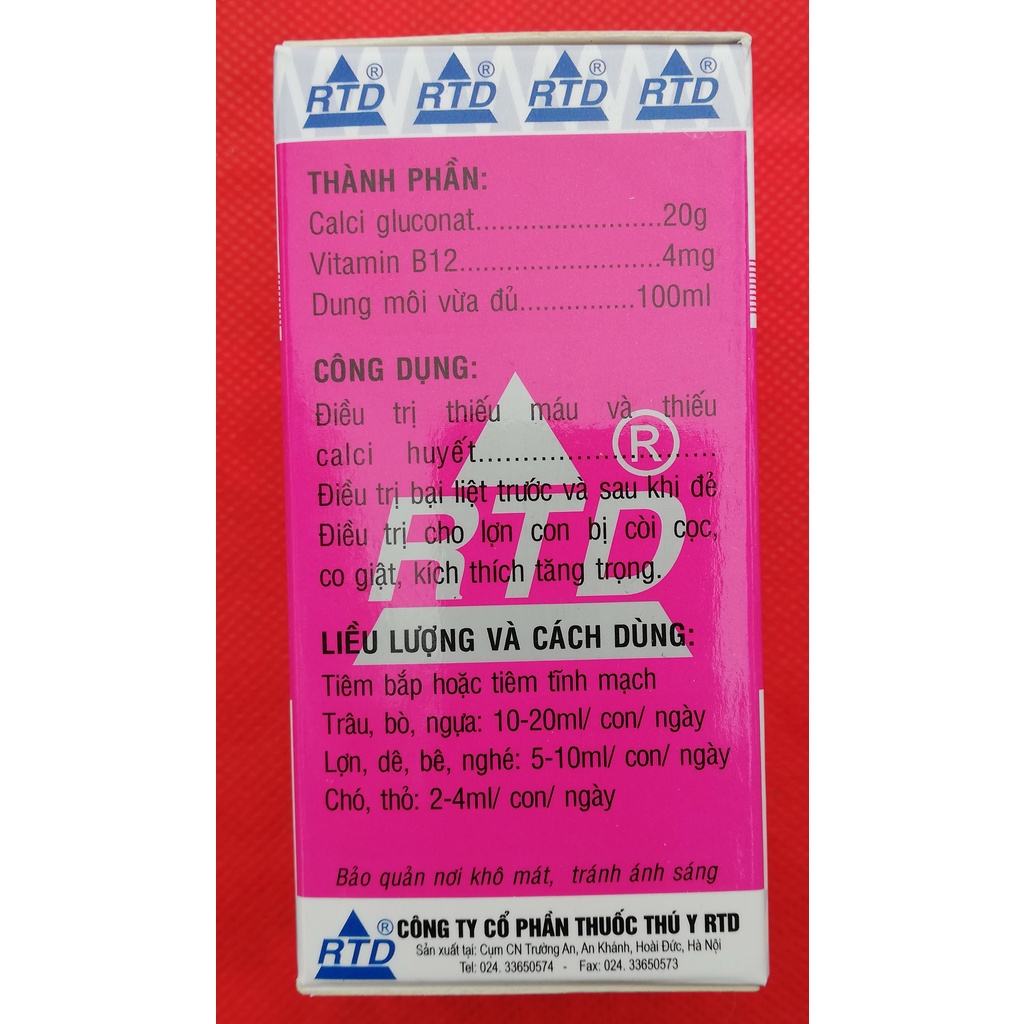 RTD® RTD® RTD® RTD®
THÀNH PHẦN:
Calci gluconat.......................20g
Vitamin B12.........................4mg
Dung môi vừa đủ..............100ml
CÔNG DỤNG:
Điều trị thiếu máu và thiếu
calci huyết.............................
Điều trị bại liệt trước và sau khi đẻ
Điều trị cho lợn con bị còi cọc,
co giật, kích thích tăng trọng.
RTD®
LIỀU LƯỢNG VÀ CÁCH DÙNG:
Tiêm bắp hoặc tiêm tĩnh mạch
Trâu, bò, ngựa: 10-20ml/ con/ ngày
Lợn, dê, bê, nghé: 5-10ml/ con/ ngày
Chó, thỏ: 2-4ml/ con/ ngày
Bảo quản nơi khô mát, tránh ánh sáng
RTD® CÔNG TY CỔ PHẦN THUỐC THÚ Y RTD
Sản xuất tại: Cụm CN Trường An, An Khánh, Hoài Đức, Hà Nội
Tel: 024. 33650574 - Fax: 024. 33650573